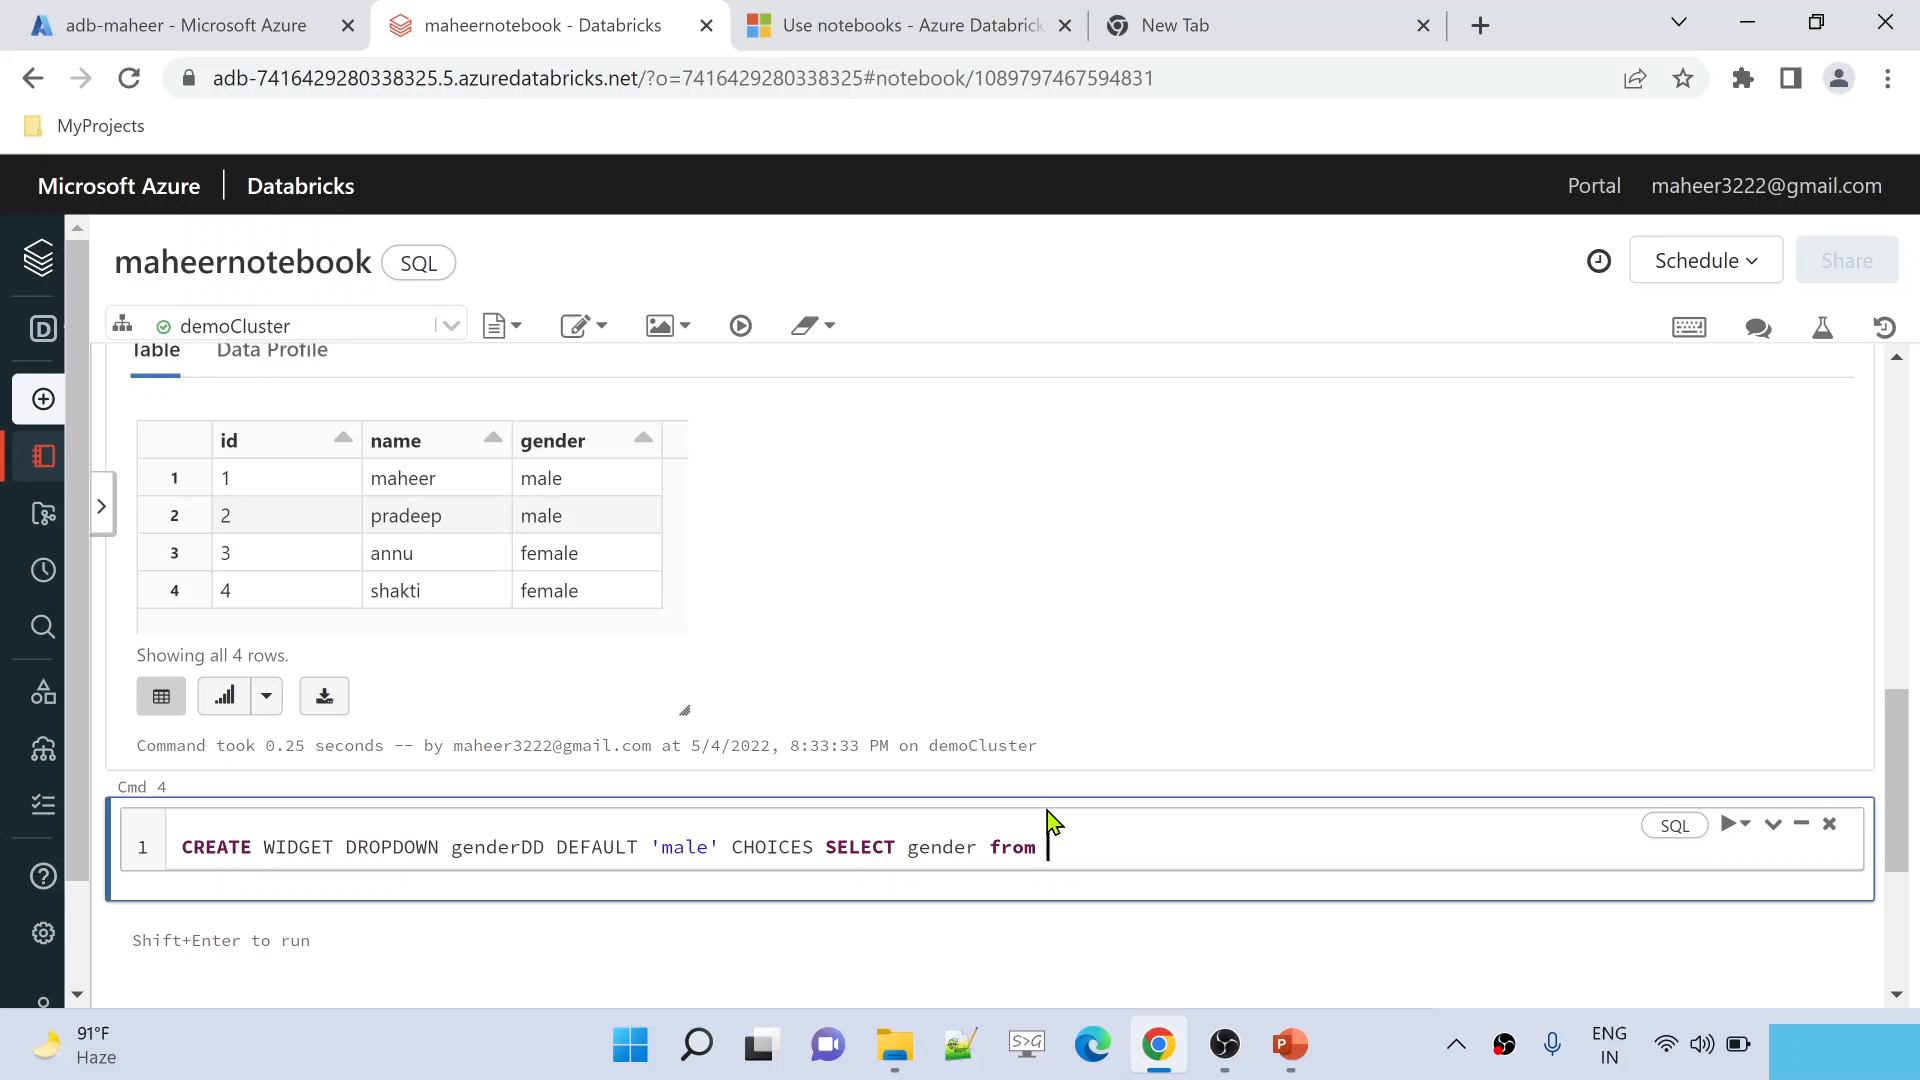 adb-maheer - Microsoft Azure
maheernotebook - Databricks
Use notebooks - Azure Databrick
New Tab
adb-7416429280338325.5.azuredatabricks.net/?o=7416429280338325#notebook/1089797467594831
MyProjects
Microsoft Azure
Databricks
Portal
maheer3222@gmail.com
maheernotebook
SQL
Schedule
Share
D
demoCluster
Table
Data Profile
id name gender
1 1 maheer male
2 2 pradeep male
3 3 annu female
4 4 shakti female
Showing all 4 rows.
Command took 0.25 seconds -- by maheer3222@gmail.com at 5/4/2022, 8:33:33 PM on demoCluster
Cmd 4
SQL
1 CREATE WIDGET DROPDOWN genderDD DEFAULT 'male' CHOICES SELECT gender from
Shift+Enter to run
91°F
Haze
S>G
P
ENG
IN